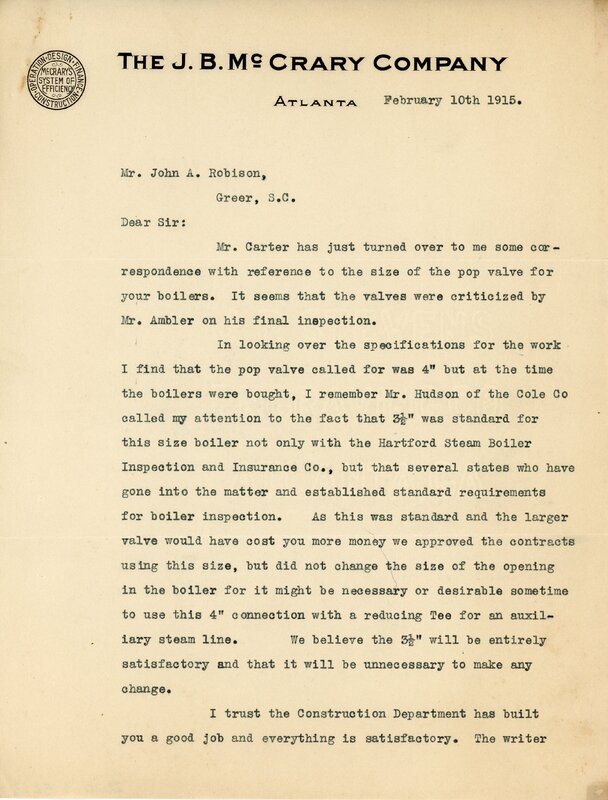 OPERATION · DESIGN · FINANCE · CONSTRUCTION
McCRARY'S
SYSTEM OF
EFFICIENCY
THE J. B. McCRARY COMPANY
ATLANTA February 10th 1915.
Mr. John A. Robison,
Greer, S.C.
Dear Sir:
Mr. Carter has just turned over to me some cor-
respondence with reference to the size of the pop valve for
your boilers. It seems that the valves were criticized by
Mr. Ambler on his final inspection.
In looking over the specifications for the work
I find that the pop valve called for was 4" but at the time
the boilers were bought, I remember Mr. Hudson of the Cole Co
called my attention to the fact that 3½" was standard for
this size boiler not only with the Hartford Steam Boiler
Inspection and Insurance Co., but that several states who have
gone into the matter and established standard requirements
for boiler inspection. As this was standard and the larger
valve would have cost you more money we approved the contracts
using this size, but did not change the size of the opening
in the boiler for it might be necessary or desirable sometime
to use this 4" connection with a reducing Tee for an auxil-
iary steam line. We believe the 3½" will be entirely
satisfactory and that it will be unnecessary to make any
change.
I trust the Construction Department has built
you a good job and everything is satisfactory. The writer